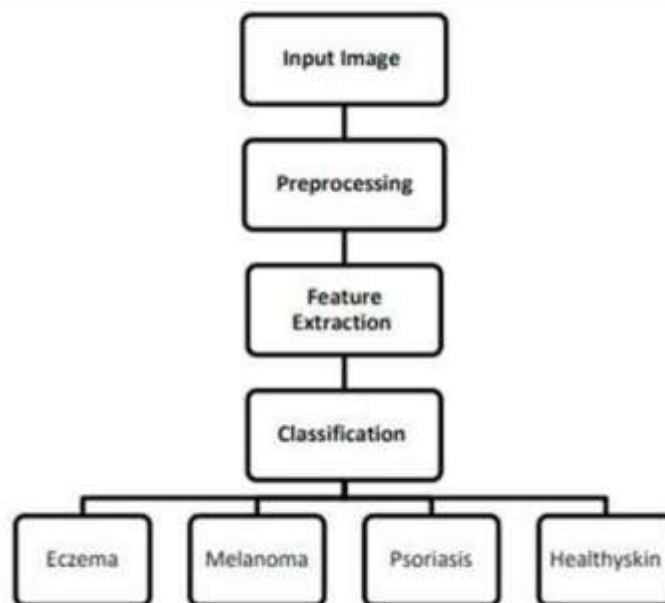 Input Image
Preprocessing
Feature
Extraction
Classification
Eczema
Melanoma
Psoriasis
Healthyskin